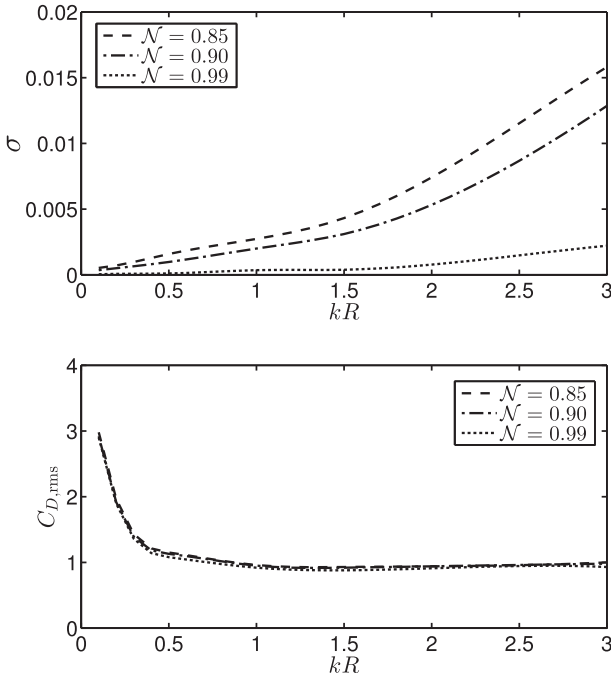 0.02
𝒩 = 0.85
𝒩 = 0.90
𝒩 = 0.99
0.015
0.01
0.005
0
σ
0 0.5 1 1.5 2 2.5 3
kR
4
𝒩 = 0.85
𝒩 = 0.90
𝒩 = 0.99
3
2
1
0
C_{D,rms}
0 0.5 1 1.5 2 2.5 3
kR